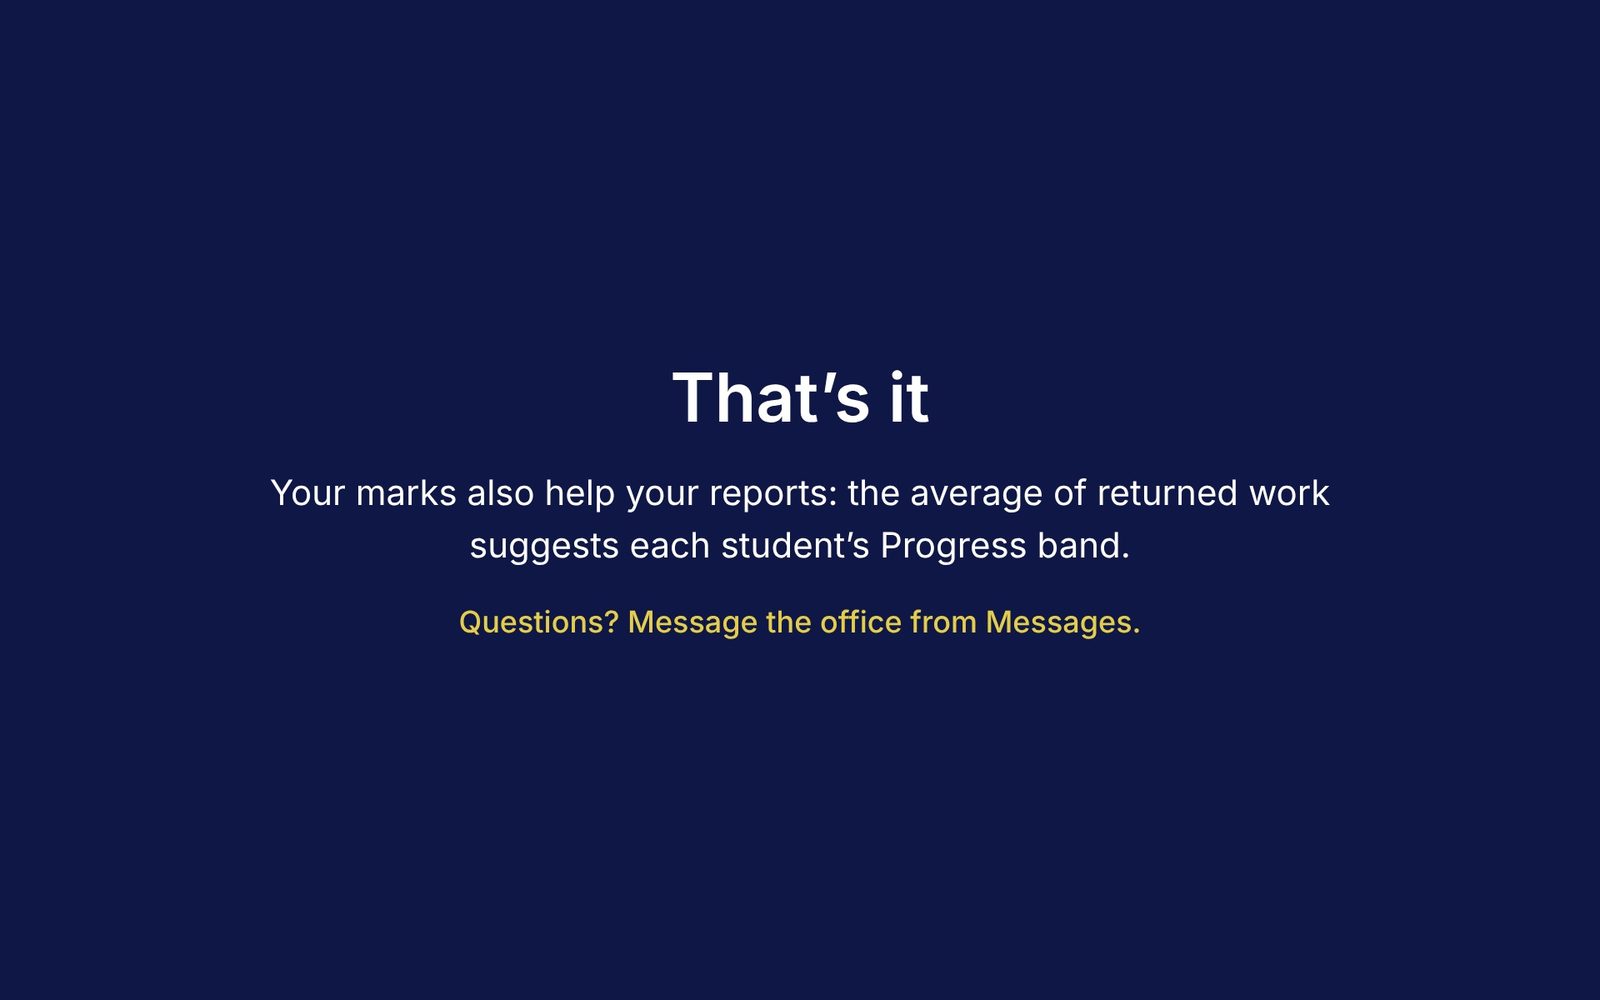 That’s it
Your marks also help your reports: the average of returned work
suggests each student’s Progress band.
Questions? Message the office from Messages.